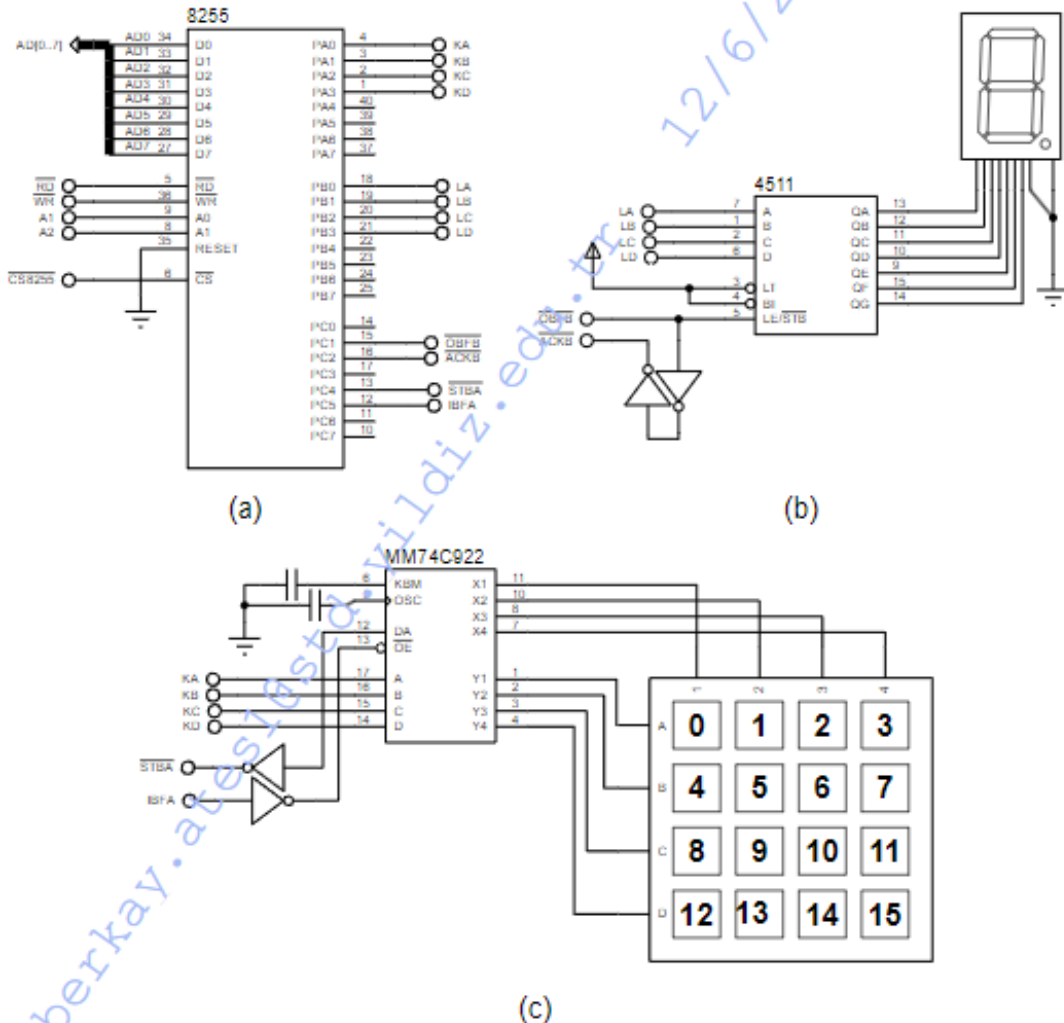 8255
AD[0..7]
AD0 34 D0 PA0 4 KA
AD1 33 D1 PA1 3 KB
AD2 32 D2 PA2 2 KC
AD3 31 D3 PA3 1 KD
AD4 30 D4 PA4 40
AD5 29 D5 PA5 39
AD6 28 D6 PA6 38
AD7 27 D7 PA7 37
RD 5 RD PB0 18 LA
WR 36 WR PB1 19 LB
A1 9 A0 PB2 20 LC
A2 8 A1 PB3 21 LD
35 RESET PB4 22
PB5 23
CS8255 6 CS PB6 24
PB7 25
PC0 14
PC1 15 OBFB
PC2 16 ACKB
PC3 17
PC4 13 STBA
PC5 12 IBFA
PC6 11
PC7 10
(a)
4511
LA 7 A QA 13
LB 1 B QB 12
LC 2 C QC 11
LD 6 D QD 10
QE 9
3 LT QF 15
4 BI QG 14
OBFB 5 LE/STB
ACKB
(b)
MM74C922
6 KBM X1 11
OSC X2 10
X3 8
12 DA X4 7
13 OE
KA 17 A Y1 1
KB 16 B Y2 2
KC 15 C Y3 3
KD 14 D Y4 4
STBA
IBFA
1 2 3 4
A 0 1 2 3
B 4 5 6 7
C 8 9 10 11
D 12 13 14 15
(c)
berkay.ates1@std.yildiz.edu.tr 12/6/2